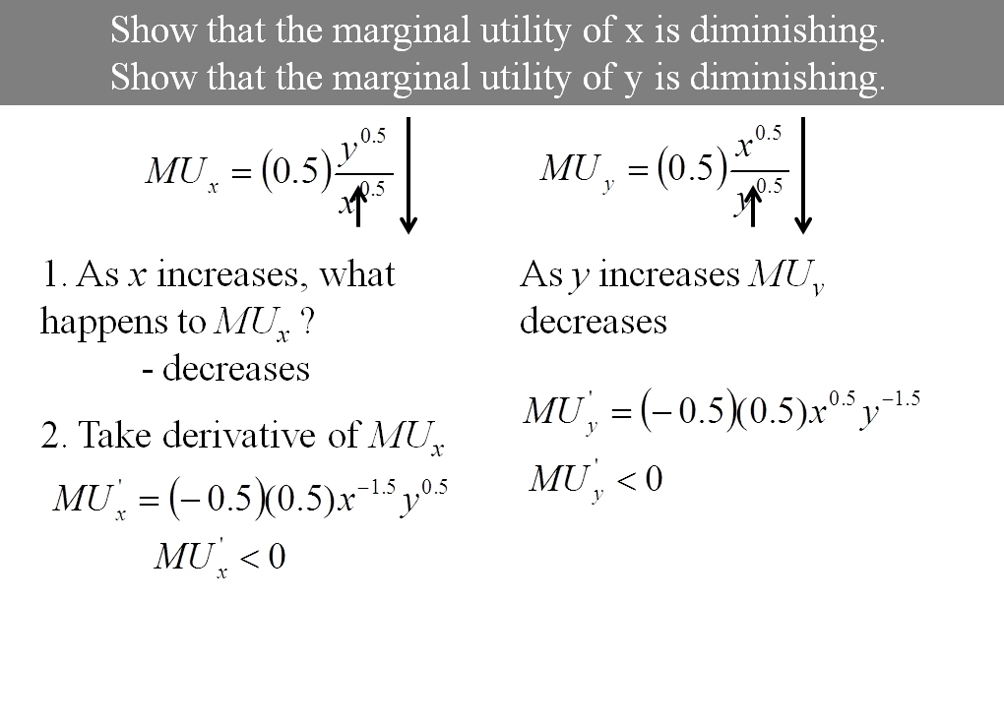 Show that the marginal utility of x is diminishing.
Show that the marginal utility of y is diminishing.
MU_x = (0.5) y^0.5 / x^0.5
1. As x increases, what
happens to MU_x ?
- decreases
2. Take derivative of MU_x
MU'_x = (−0.5)(0.5)x^−1.5 y^0.5
MU'_x < 0
MU_y = (0.5) x^0.5 / y^0.5
As y increases MU_y
decreases
MU'_y = (−0.5)(0.5)x^0.5 y^−1.5
MU'_y < 0